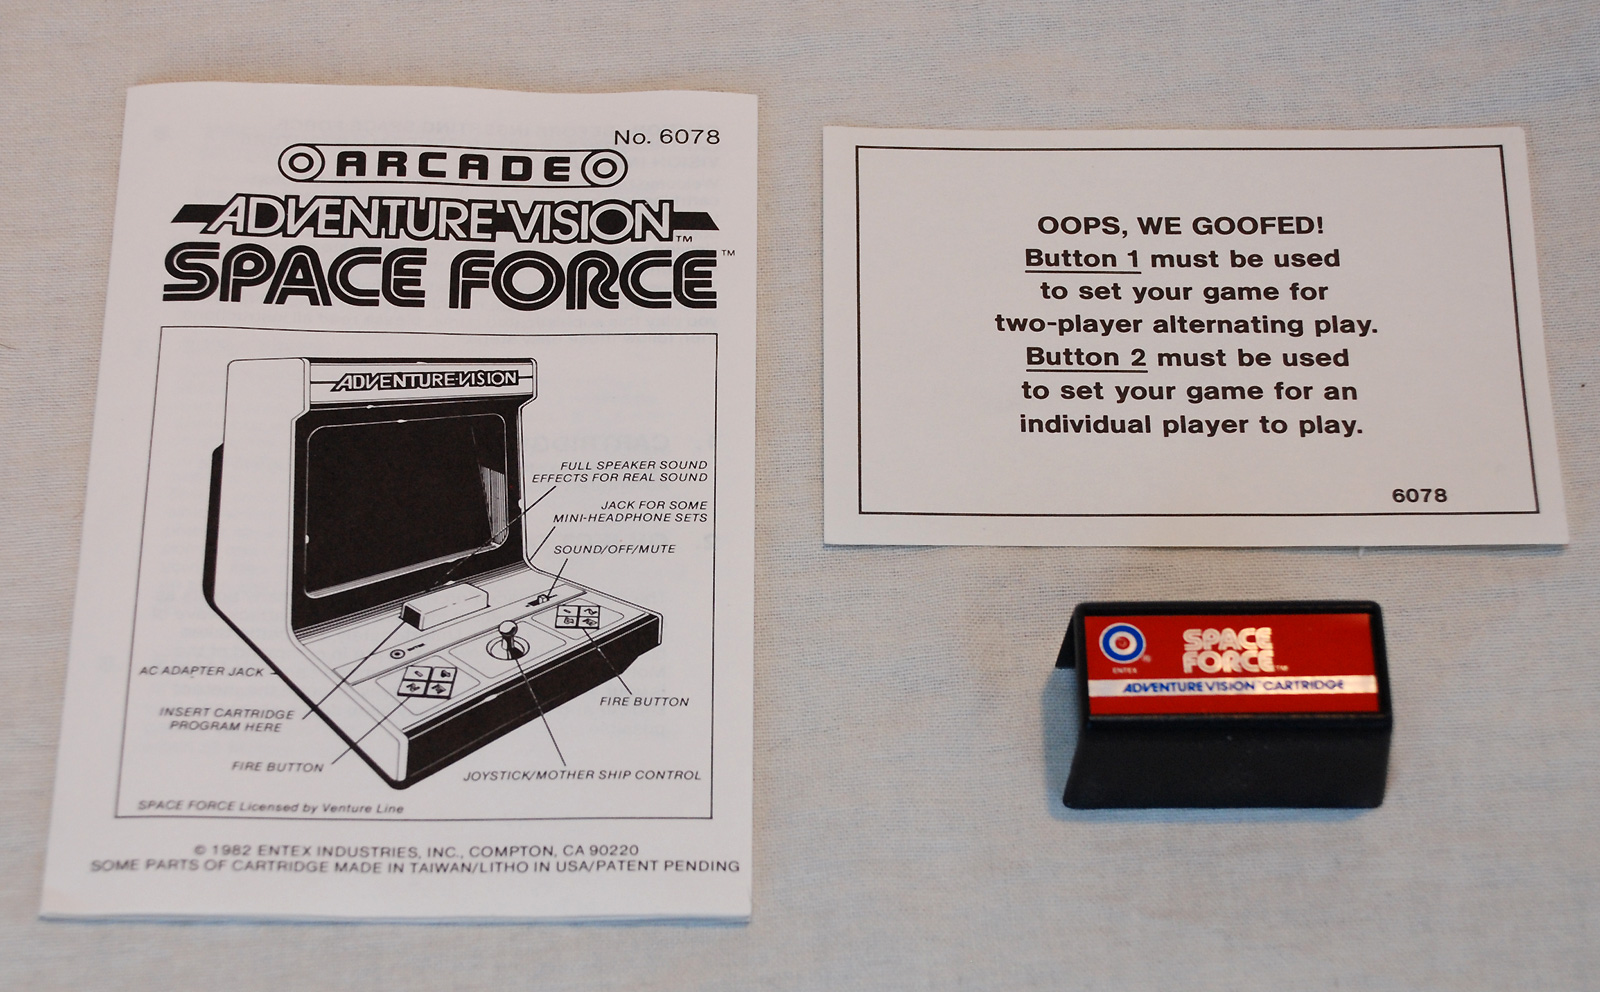 No. 6078
ARCADE
ADVENTURE VISION™
SPACE FORCE™
ADVENTURE VISION
FULL SPEAKER SOUND
EFFECTS FOR REAL SOUND
JACK FOR SOME
MINI-HEADPHONE SETS
SOUND/OFF/MUTE
AC ADAPTER JACK
INSERT CARTRIDGE
PROGRAM HERE
FIRE BUTTON
FIRE BUTTON
JOYSTICK/MOTHER SHIP CONTROL
SPACE FORCE Licensed by Venture Line
© 1982 ENTEX INDUSTRIES, INC., COMPTON, CA 90220
SOME PARTS OF CARTRIDGE MADE IN TAIWAN/LITHO IN USA/PATENT PENDING
OOPS, WE GOOFED!
Button 1 must be used
to set your game for
two-player alternating play.
Button 2 must be used
to set your game for an
individual player to play.
6078
ENTEX
®
SPACE
FORCE™
ADVENTURE VISION™ CARTRIDGE